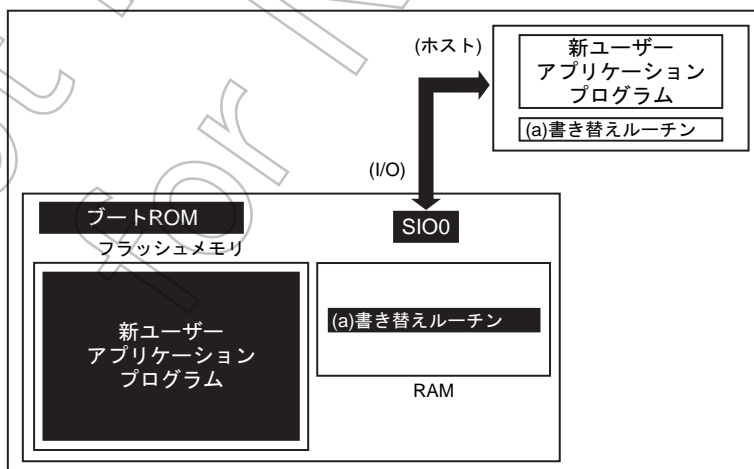 (ホスト)
新ユーザー
アプリケーション
プログラム
(a)書き替えルーチン
(I/O)
ブートROM
SIO0
フラッシュメモリ
新ユーザー
アプリケーション
プログラム
(a)書き替えルーチン
RAM
for